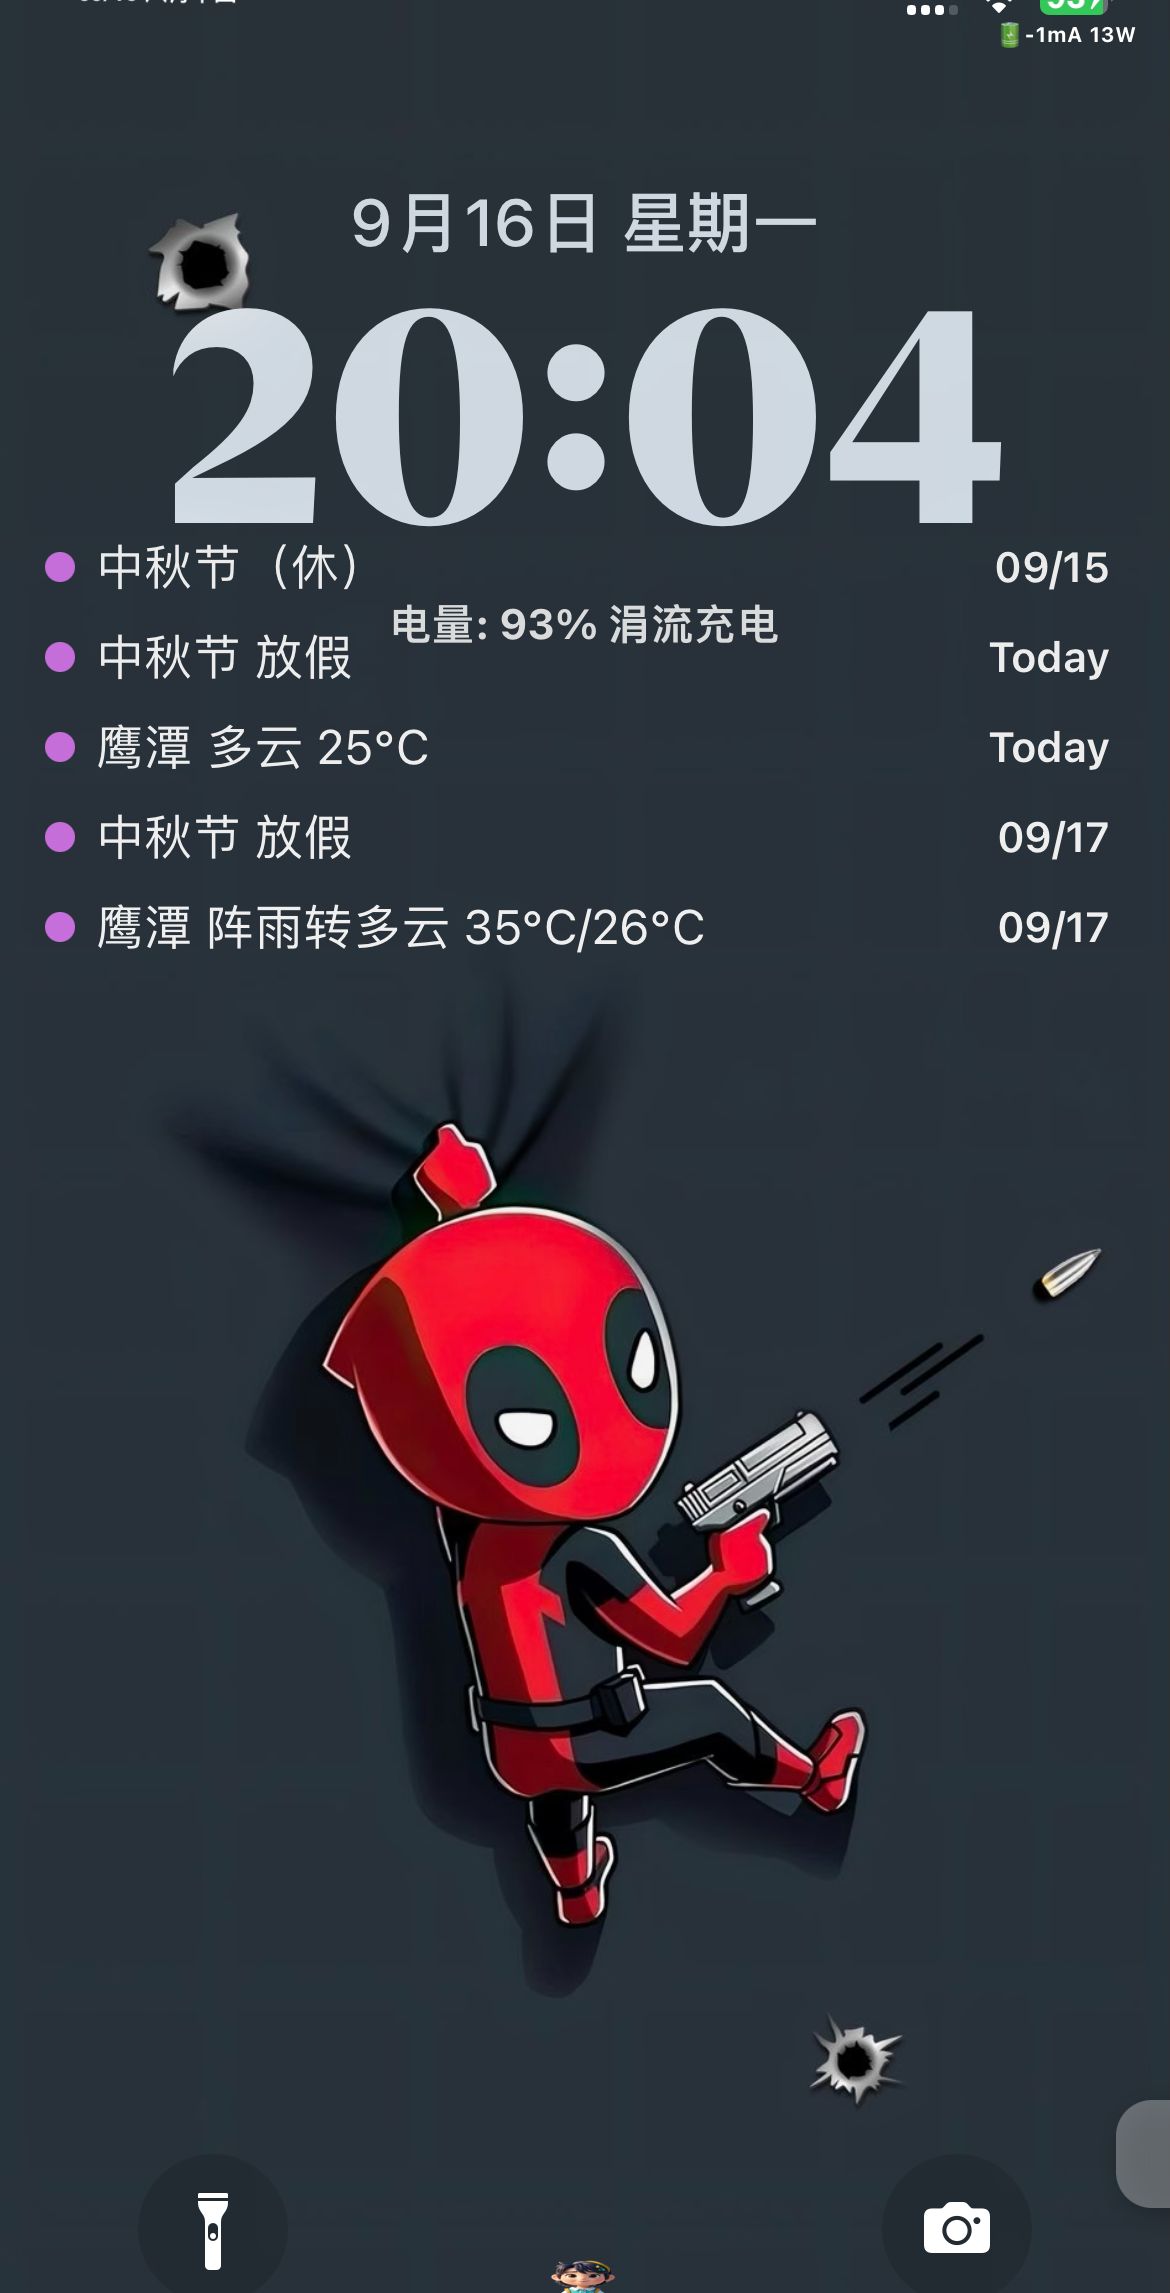 -1mA 13W
9月16日 星期一
20:04
中秋节（休） 09/15
电量: 93% 涓流充电
中秋节 放假 Today
鹰潭 多云 25°C Today
中秋节 放假 09/17
鹰潭 阵雨转多云 35°C/26°C 09/17